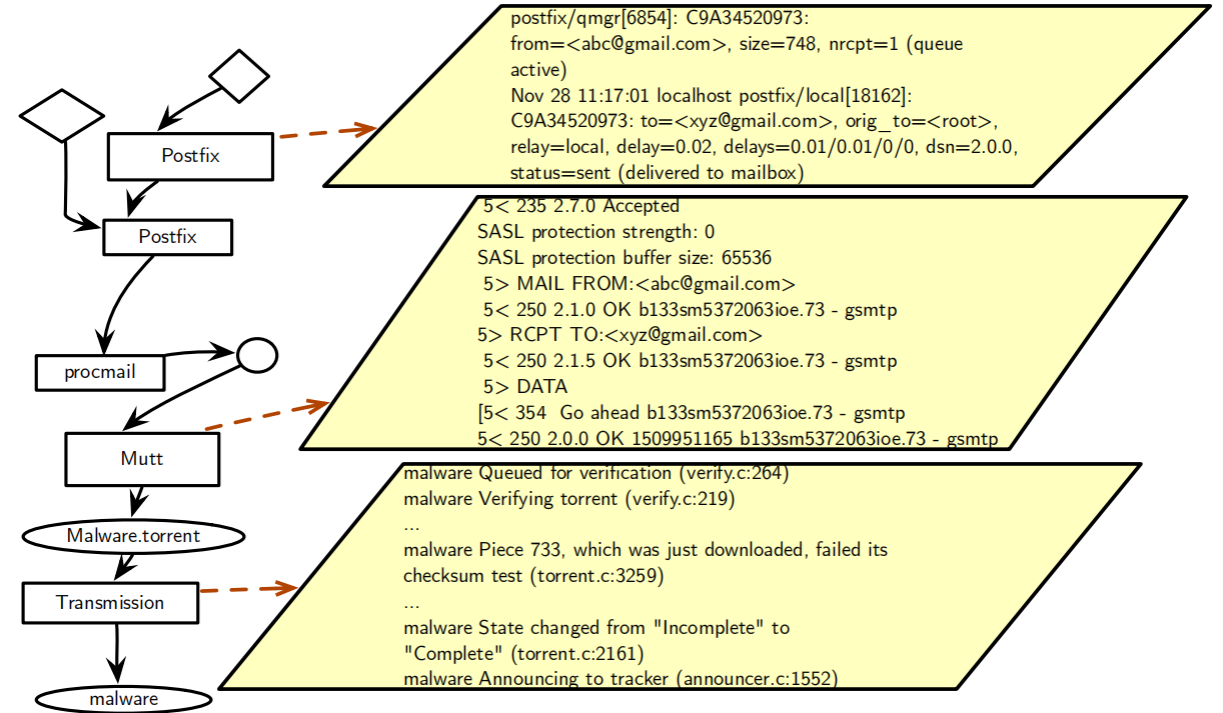 postfix/qmgr[6854]: C9A34520973:
from=<abc@gmail.com>, size=748, nrcpt=1 (queue
active)
Nov 28 11:17:01 localhost postfix/local[18162]:
C9A34520973: to=<xyz@gmail.com>, orig_to=<root>,
relay=local, delay=0.02, delays=0.01/0.01/0/0, dsn=2.0.0,
status=sent (delivered to mailbox)
Postfix
Postfix
5< 235 2.7.0 Accepted
SASL protection strength: 0
SASL protection buffer size: 65536
5> MAIL FROM:<abc@gmail.com>
5< 250 2.1.0 OK b133sm5372063ioe.73 - gsmtp
5> RCPT TO:<xyz@gmail.com>
5< 250 2.1.5 OK b133sm5372063ioe.73 - gsmtp
5> DATA
[5< 354  Go ahead b133sm5372063ioe.73 - gsmtp
5< 250 2.0.0 OK 1509951165 b133sm5372063ioe.73 - gsmtp
procmail
Mutt
malware Queued for verification (verify.c:264)
malware Verifying torrent (verify.c:219)
...
malware Piece 733, which was just downloaded, failed its
checksum test (torrent.c:3259)
...
malware State changed from "Incomplete" to
"Complete" (torrent.c:2161)
malware Announcing to tracker (announcer.c:1552)
Malware.torrent
Transmission
malware